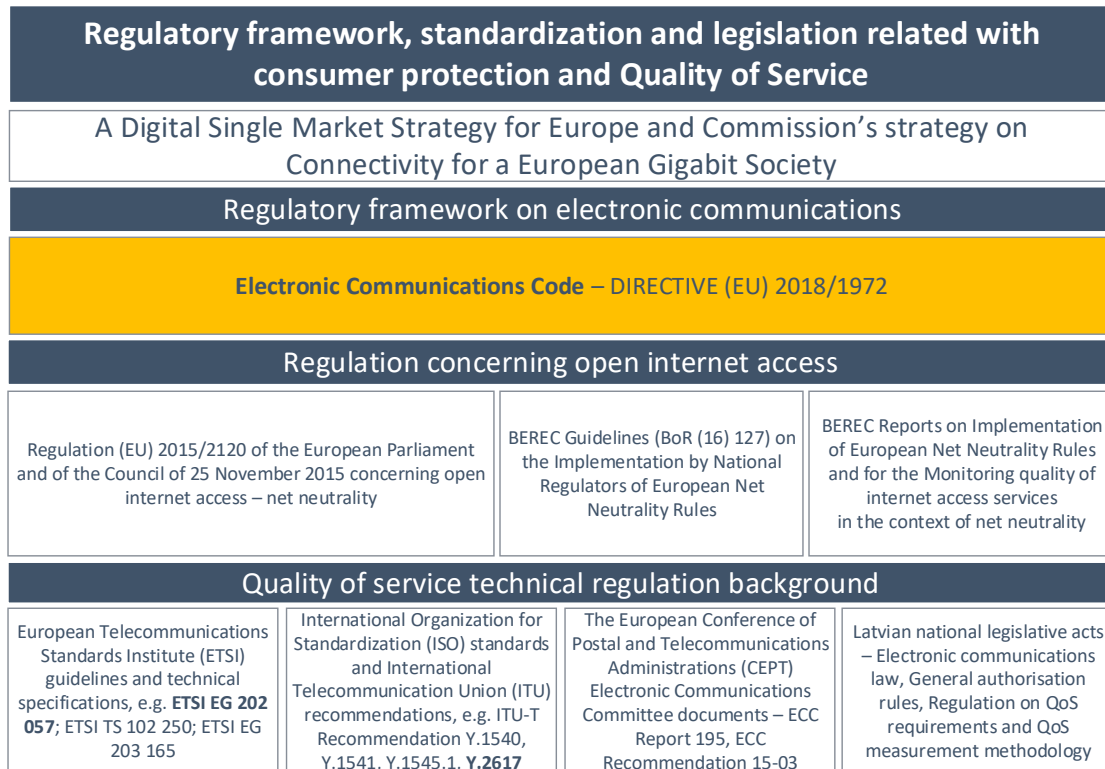 Regulatory framework, standardization and legislation related with
consumer protection and Quality of Service
A Digital Single Market Strategy for Europe and Commission’s strategy on
Connectivity for a European Gigabit Society
Regulatory framework on electronic communications
Electronic Communications Code – DIRECTIVE (EU) 2018/1972
Regulation concerning open internet access
Regulation (EU) 2015/2120 of the European Parliament
and of the Council of 25 November 2015 concerning open
internet access – net neutrality
BEREC Guidelines (BoR (16) 127) on
the Implementation by National
Regulators of European Net
Neutrality Rules
BEREC Reports on Implementation
of European Net Neutrality Rules
and for the Monitoring quality of
internet access services
in the context of net neutrality
Quality of service technical regulation background
European Telecommunications
Standards Institute (ETSI)
guidelines and technical
specifications, e.g. ETSI EG 202
057; ETSI TS 102 250; ETSI EG
203 165
International Organization for
Standardization (ISO) standards
and International
Telecommunication Union (ITU)
recommendations, e.g. ITU-T
Recommendation Y.1540,
Y.1541, Y.1545.1, Y.2617
The European Conference of
Postal and Telecommunications
Administrations (CEPT)
Electronic Communications
Committee documents – ECC
Report 195, ECC
Recommendation 15-03
Latvian national legislative acts
– Electronic communications
law, General authorisation
rules, Regulation on QoS
requirements and QoS
measurement methodology